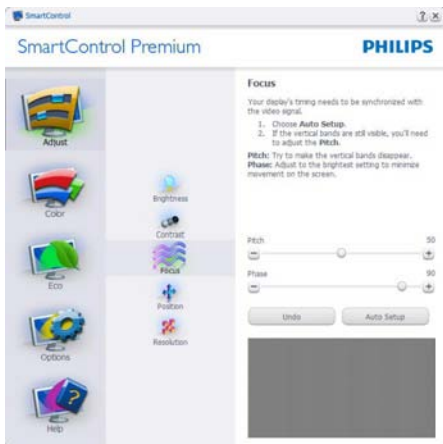 SmartControl
SmartControl Premium
PHILIPS
Adjust
Color
Eco
Options
Help
Brightness
Contrast
Focus
Position
Resolution
Focus
Your display's timing needs to be synchronized with
the video signal.
1. Choose Auto Setup.
2. If the vertical bands are still visible, you'll need
to adjust the Pitch.
Pitch: Try to make the vertical bands disappear.
Phase: Adjust to the brightest setting to minimize
movement on the screen.
Pitch 50
Phase 90
Undo Auto Setup